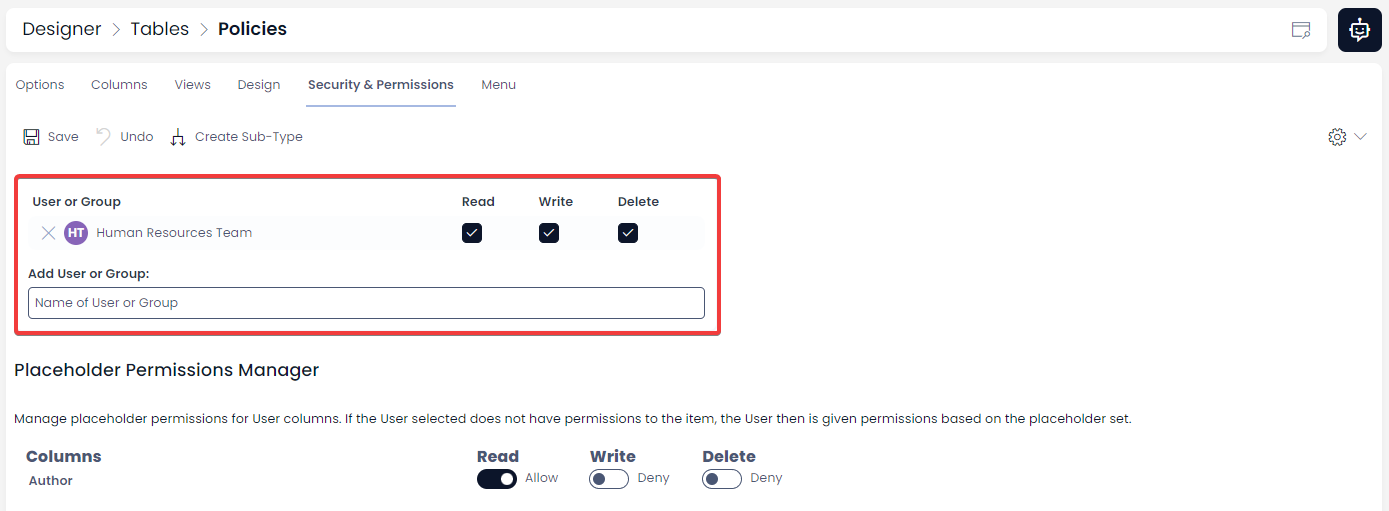 Designer > Tables > Policies
Options Columns Views Design Security & Permissions Menu
Save Undo Create Sub-Type
User or Group Read Write Delete
HT Human Resources Team
Add User or Group:
Name of User or Group
Placeholder Permissions Manager
Manage placeholder permissions for User columns. If the User selected does not have permissions to the item, the User then is given permissions based on the placeholder set.
Columns Read Write Delete
Author Allow Deny Deny